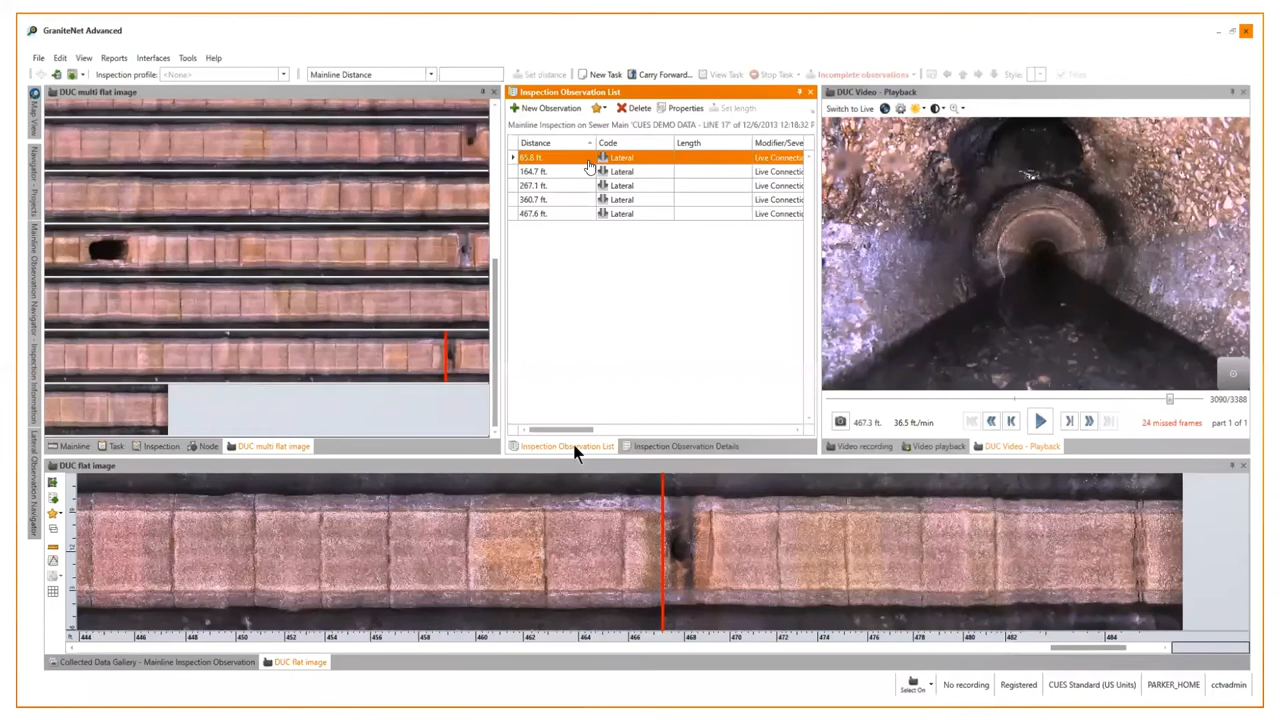 GraniteNet Advanced
File Edit View Reports Interfaces Tools Help
Inspection profile: <None> Mainline Distance Set distance New Task Carry Forward... View Task Stop Task Incomplete observations Style: Titles
DUC multi flat image
Inspection Observation List
DUC Video - Playback
New Observation Delete Properties Set length
Switch to Live
Mainline Inspection on Sewer Main 'CUES DEMO DATA - LINE 17' of 12/6/2013 12:16:32 P
Distance Code Length Modifier/Seve
65.8 ft. Lateral Live Connectic
164.7 ft. Lateral Live Connectic
267.1 ft. Lateral Live Connectic
360.7 ft. Lateral Live Connectic
467.6 ft. Lateral Live Connectic
Map View
Navigator - Projects
Mainline Observation Navigator - Inspection Information
Lateral Observation Navigator
3090/3388
467.3 ft. 36.5 ft./min 24 missed frames part 1 of 1
Mainline Task Inspection Node DUC multi flat image
Inspection Observation List Inspection Observation Details
Video recording Video playback DUC Video - Playback
DUC flat image
ft. 444 446 448 450 452 454 456 458 460 462 464 466 468 470 472 474 476 478 480 482 484
Collected Data Gallery - Mainline Inspection Observation DUC flat image
Select On No recording Registered CUES Standard (US Units) PARKER_HOME cctvadmin